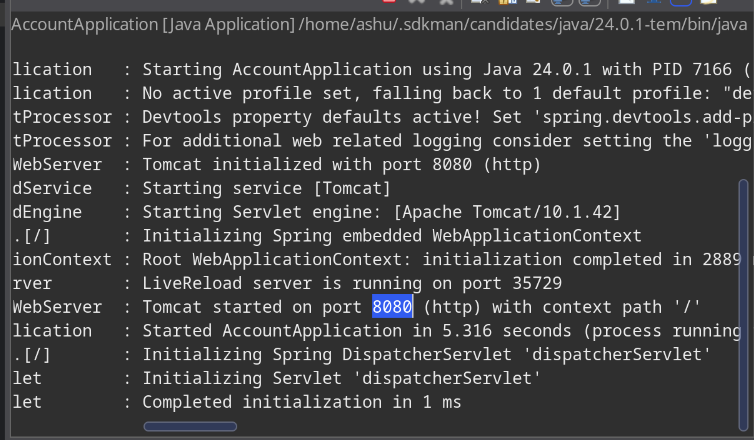 AccountApplication [Java Application] /home/ashu/.sdkman/candidates/java/24.0.1-tem/bin/java
lication : Starting AccountApplication using Java 24.0.1 with PID 7166 (
lication : No active profile set, falling back to 1 default profile: "de
tProcessor : Devtools property defaults active! Set 'spring.devtools.add-p
tProcessor : For additional web related logging consider setting the 'logg
WebServer : Tomcat initialized with port 8080 (http)
dService : Starting service [Tomcat]
dEngine : Starting Servlet engine: [Apache Tomcat/10.1.42]
.[/] : Initializing Spring embedded WebApplicationContext
ionContext : Root WebApplicationContext: initialization completed in 2889
rver : LiveReload server is running on port 35729
WebServer : Tomcat started on port 8080 (http) with context path '/'
lication : Started AccountApplication in 5.316 seconds (process running
.[/] : Initializing Spring DispatcherServlet 'dispatcherServlet'
let : Initializing Servlet 'dispatcherServlet'
let : Completed initialization in 1 ms